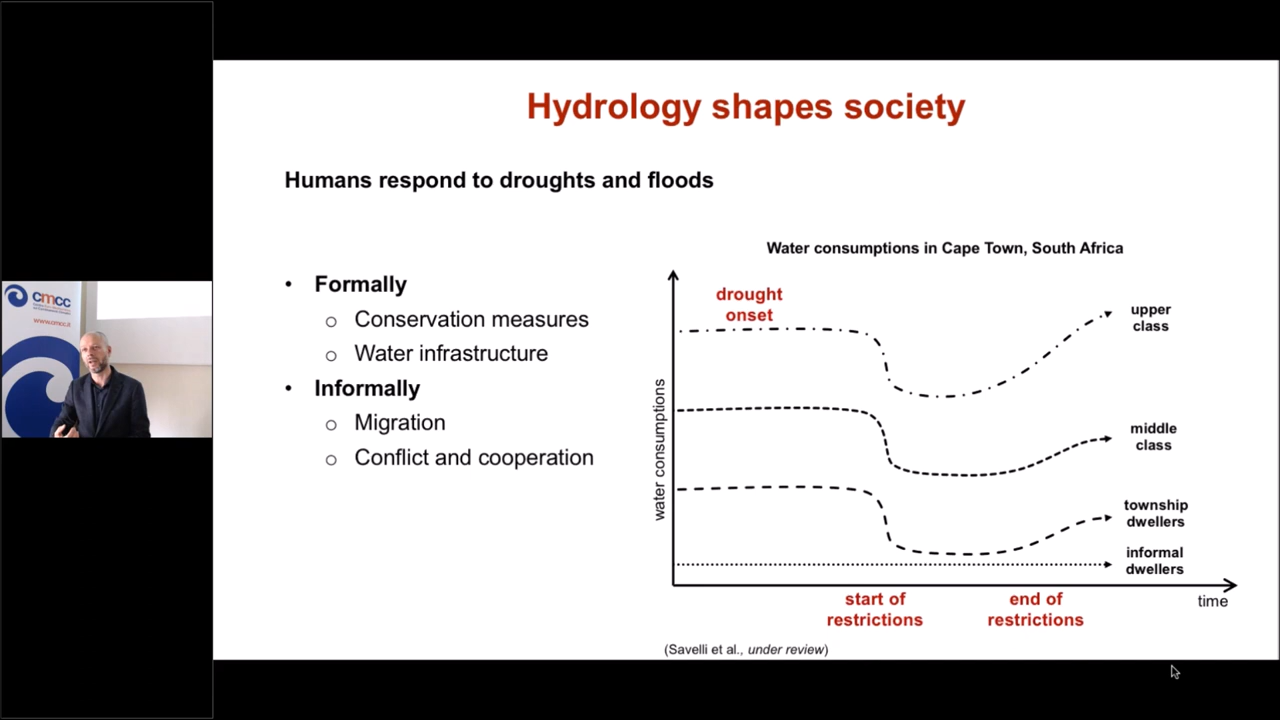 cmcc
www.cmcc.it
Hydrology shapes society
Humans respond to droughts and floods
• Formally
o Conservation measures
o Water infrastructure
• Informally
o Migration
o Conflict and cooperation
Water consumptions in Cape Town, South Africa
drought
onset
water consumptions
upper
class
middle
class
township
dwellers
informal
dwellers
start of
restrictions
end of
restrictions
time
(Savelli et al., under review)